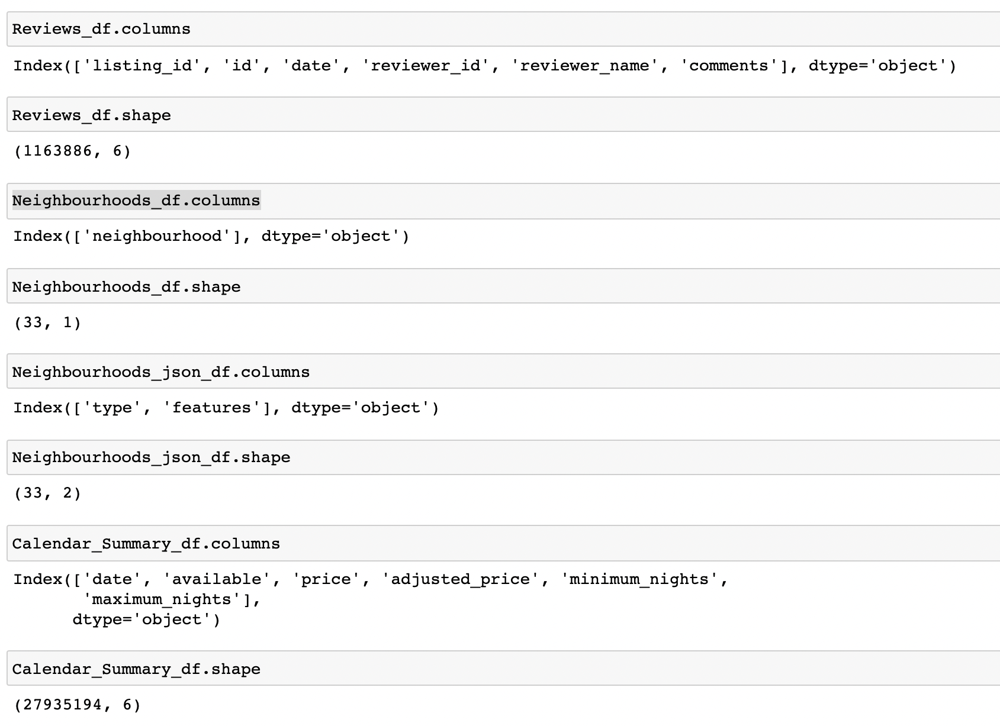 Reviews_df.columns
Index(['listing_id', 'id', 'date', 'reviewer_id', 'reviewer_name', 'comments'], dtype='object')
Reviews_df.shape
(1163886, 6)
Neighbourhoods_df.columns
Index(['neighbourhood'], dtype='object')
Neighbourhoods_df.shape
(33, 1)
Neighbourhoods_json_df.columns
Index(['type', 'features'], dtype='object')
Neighbourhoods_json_df.shape
(33, 2)
Calendar_Summary_df.columns
Index(['date', 'available', 'price', 'adjusted_price', 'minimum_nights',
       'maximum_nights'],
      dtype='object')
Calendar_Summary_df.shape
(27935194, 6)